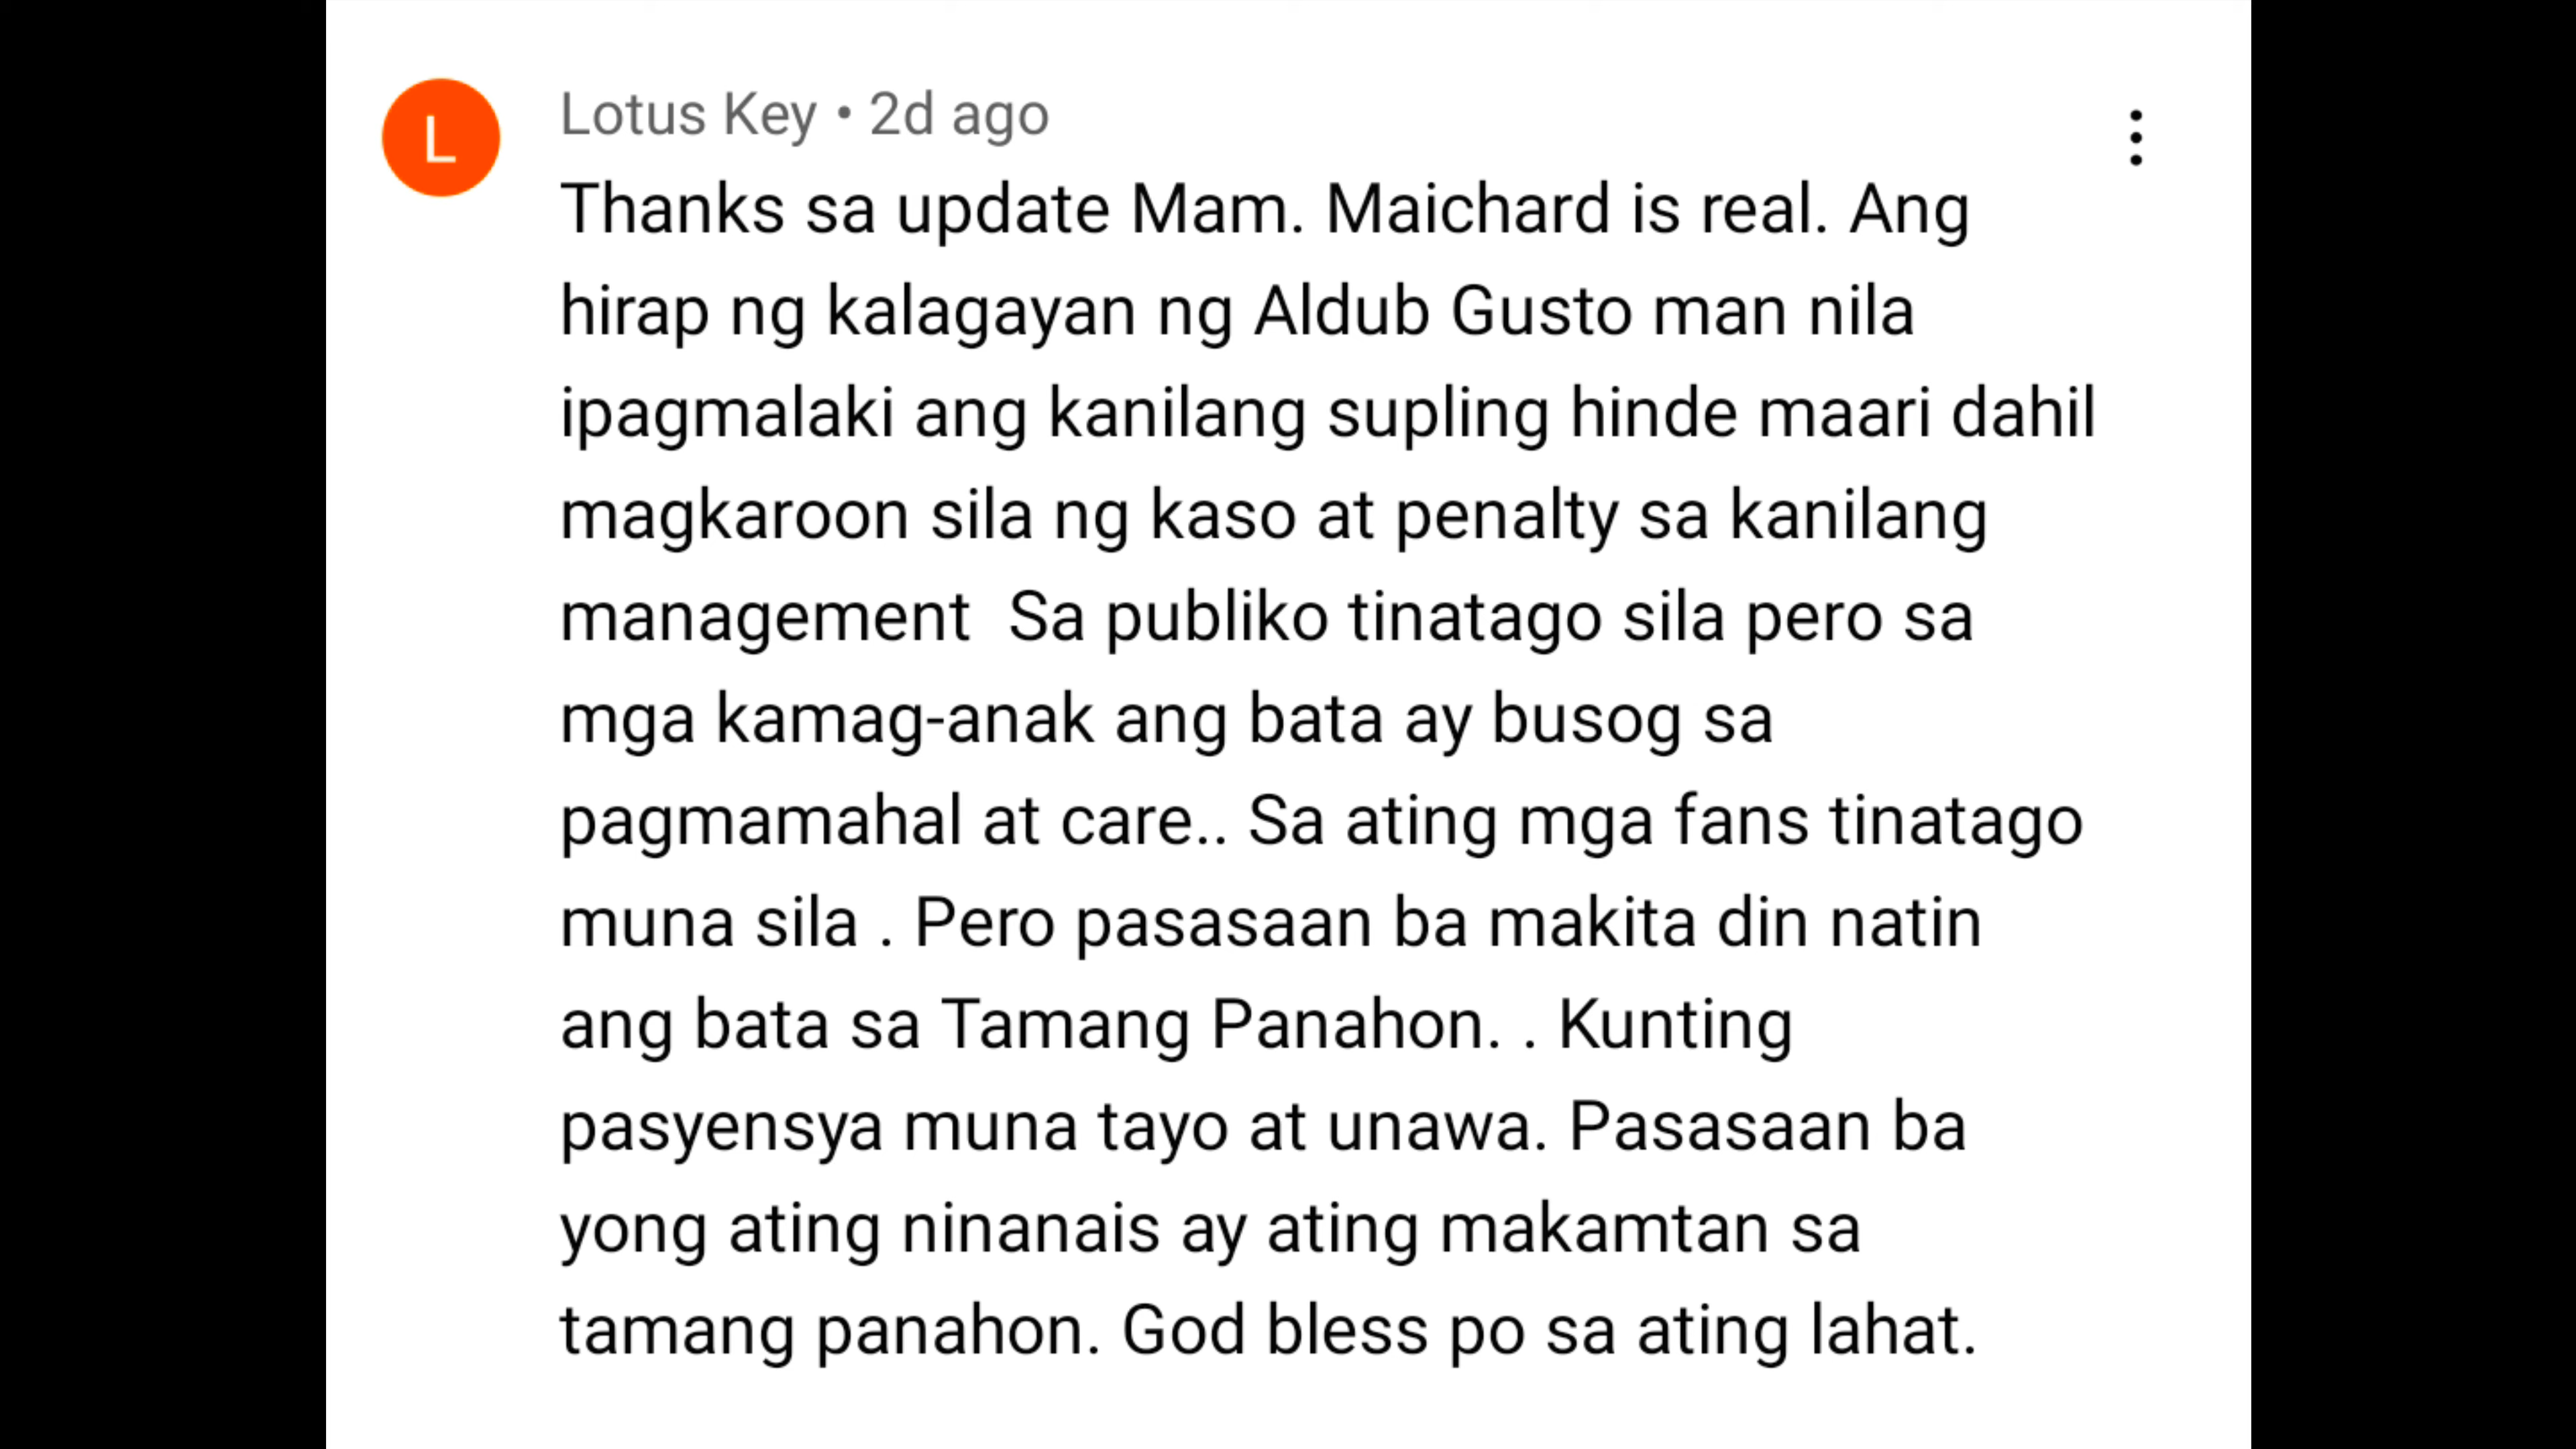 L
Lotus Key • 2d ago
Thanks sa update Mam. Maichard is real. Ang
hirap ng kalagayan ng Aldub Gusto man nila
ipagmalaki ang kanilang supling hinde maari dahil
magkaroon sila ng kaso at penalty sa kanilang
management  Sa publiko tinatago sila pero sa
mga kamag-anak ang bata ay busog sa
pagmamahal at care.. Sa ating mga fans tinatago
muna sila . Pero pasasaan ba makita din natin
ang bata sa Tamang Panahon. . Kunting
pasyensya muna tayo at unawa. Pasasaan ba
yong ating ninanais ay ating makamtan sa
tamang panahon. God bless po sa ating lahat.